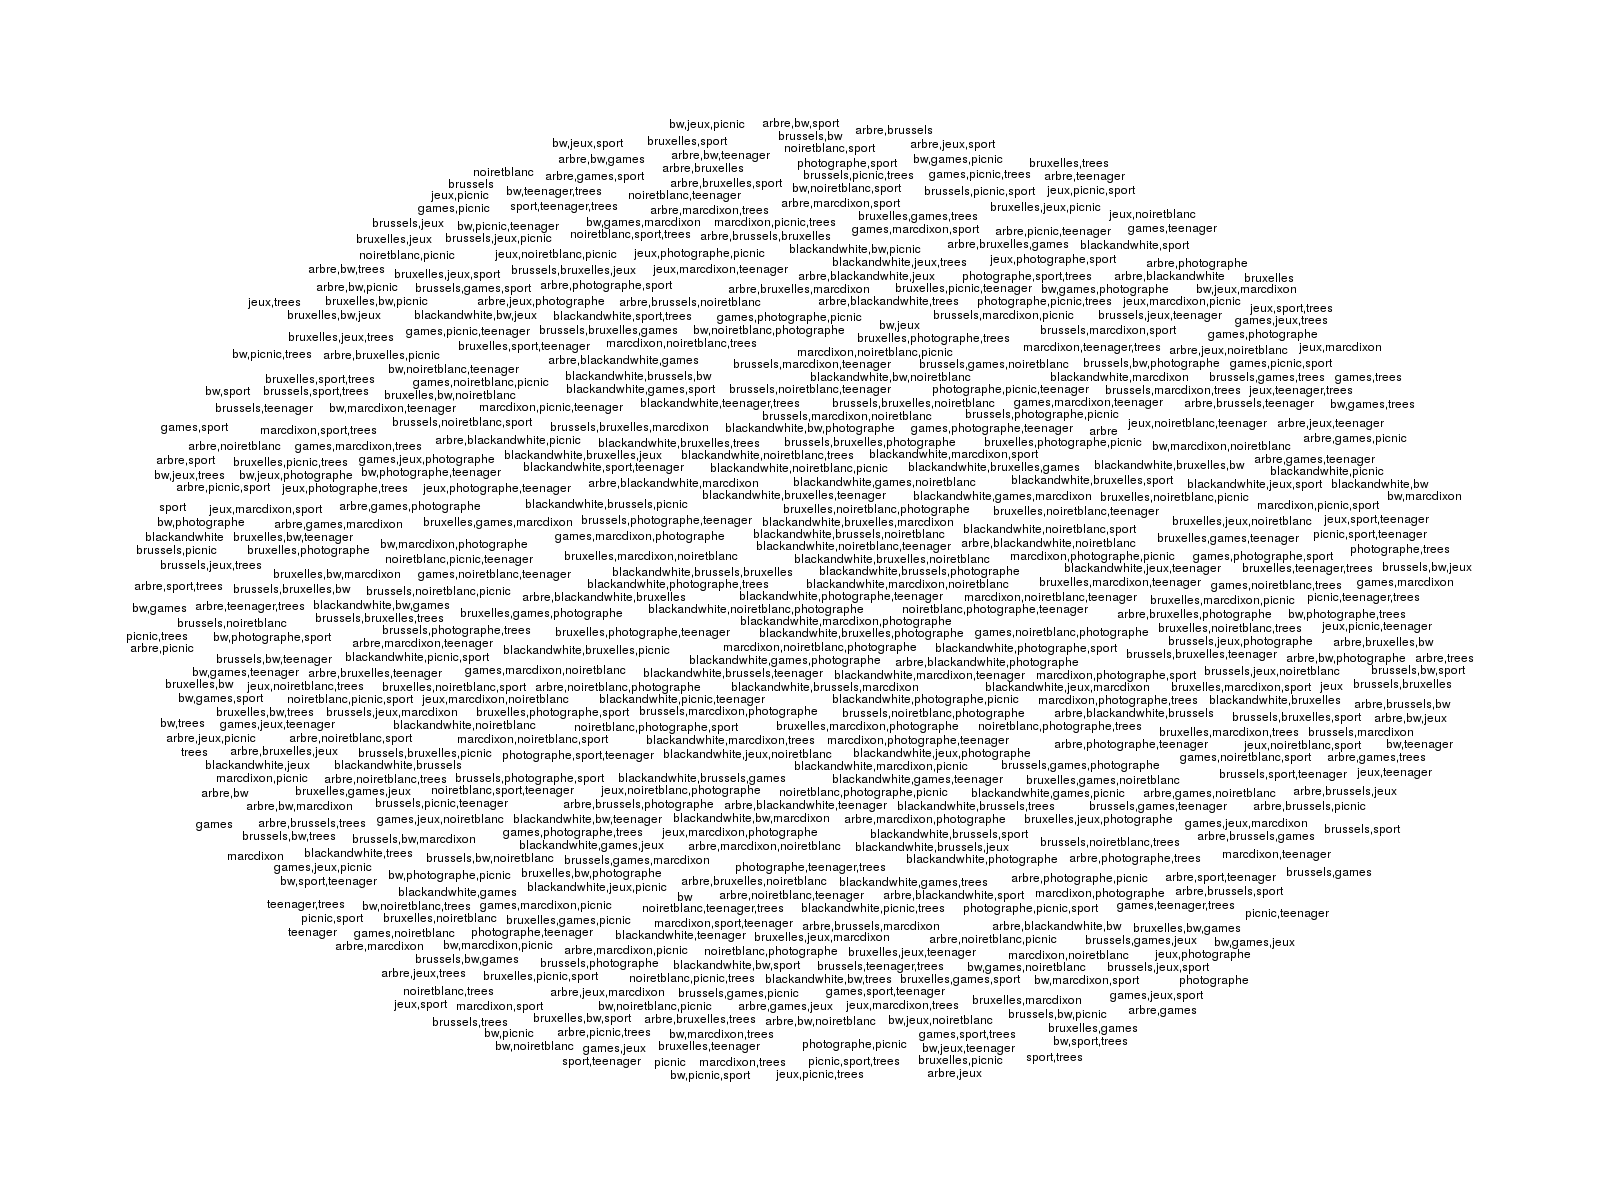 bw,jeux,picnic arbre,bw,sport arbre,brussels
bw,jeux,sport bruxelles,sport brussels,bw noiretblanc,sport arbre,jeux,sport
arbre,bw,games arbre,bw,teenager photographe,sport bw,games,picnic bruxelles,trees
noiretblanc arbre,games,sport arbre,bruxelles brussels,picnic,trees games,picnic,trees arbre,teenager
brussels bw,teenager,trees arbre,bruxelles,sport bw,noiretblanc,sport brussels,picnic,sport jeux,picnic,sport
jeux,picnic noiretblanc,teenager
games,picnic sport,teenager,trees arbre,marcdixon,trees arbre,marcdixon,sport bruxelles,jeux,picnic
brussels,jeux bw,picnic,teenager bw,games,marcdixon marcdixon,picnic,trees bruxelles,games,trees jeux,noiretblanc
bruxelles,jeux brussels,jeux,picnic noiretblanc,sport,trees arbre,brussels,bruxelles games,marcdixon,sport arbre,picnic,teenager games,teenager
noiretblanc,picnic jeux,noiretblanc,picnic jeux,photographe,picnic blackandwhite,bw,picnic arbre,bruxelles,games blackandwhite,sport
arbre,bw,trees bruxelles,jeux,sport brussels,bruxelles,jeux jeux,marcdixon,teenager blackandwhite,jeux,trees jeux,photographe,sport arbre,photographe
arbre,bw,picnic brussels,games,sport arbre,photographe,sport arbre,blackandwhite,jeux photographe,sport,trees arbre,blackandwhite bruxelles
jeux,trees bruxelles,bw,picnic arbre,jeux,photographe arbre,brussels,noiretblanc arbre,bruxelles,marcdixon bruxelles,picnic,teenager bw,games,photographe bw,jeux,marcdixon
bruxelles,bw,jeux blackandwhite,bw,jeux blackandwhite,sport,trees games,photographe,picnic arbre,blackandwhite,trees photographe,picnic,trees jeux,marcdixon,picnic jeux,sport,trees
bruxelles,jeux,trees games,picnic,teenager brussels,bruxelles,games bw,noiretblanc,photographe bw,jeux brussels,marcdixon,picnic brussels,jeux,teenager games,jeux,trees
bw,picnic,trees arbre,bruxelles,picnic bruxelles,sport,teenager marcdixon,noiretblanc,trees bruxelles,photographe,trees brussels,marcdixon,sport games,photographe
bw,noiretblanc,teenager arbre,blackandwhite,games marcdixon,noiretblanc,picnic marcdixon,teenager,trees arbre,jeux,noiretblanc jeux,marcdixon
bruxelles,sport,trees games,noiretblanc,picnic blackandwhite,brussels,bw brussels,marcdixon,teenager brussels,games,noiretblanc brussels,bw,photographe games,picnic,sport
bw,sport brussels,sport,trees bruxelles,bw,noiretblanc blackandwhite,games,sport blackandwhite,bw,noiretblanc blackandwhite,marcdixon brussels,games,trees games,trees
brussels,teenager bw,marcdixon,teenager marcdixon,picnic,teenager blackandwhite,teenager,trees brussels,noiretblanc,teenager photographe,picnic,teenager brussels,marcdixon,trees jeux,teenager,trees
games,sport marcdixon,sport,trees brussels,noiretblanc,sport brussels,bruxelles,marcdixon brussels,marcdixon,noiretblanc brussels,bruxelles,noiretblanc games,marcdixon,teenager arbre,brussels,teenager bw,games,trees
arbre,noiretblanc games,marcdixon,trees arbre,blackandwhite,picnic blackandwhite,bruxelles,trees blackandwhite,bw,photographe games,photographe,teenager brussels,photographe,picnic arbre jeux,noiretblanc,teenager arbre,jeux,teenager
arbre,sport bruxelles,picnic,trees games,jeux,photographe blackandwhite,bruxelles,jeux blackandwhite,noiretblanc,trees brussels,bruxelles,photographe bruxelles,photographe,picnic bw,marcdixon,noiretblanc arbre,games,picnic
bw,jeux,trees bw,jeux,photographe bw,photographe,teenager blackandwhite,sport,teenager blackandwhite,noiretblanc,picnic blackandwhite,marcdixon,sport blackandwhite,bruxelles,games blackandwhite,bruxelles,bw arbre,games,teenager blackandwhite,picnic
arbre,picnic,sport jeux,photographe,trees jeux,photographe,teenager arbre,blackandwhite,marcdixon blackandwhite,games,noiretblanc blackandwhite,bruxelles,sport blackandwhite,jeux,sport blackandwhite,bw
sport jeux,marcdixon,sport arbre,games,photographe blackandwhite,brussels,picnic blackandwhite,bruxelles,teenager blackandwhite,games,marcdixon bruxelles,noiretblanc,picnic marcdixon,picnic,sport bw,marcdixon
bw,photographe arbre,games,marcdixon bruxelles,games,marcdixon brussels,photographe,teenager bruxelles,noiretblanc,photographe bruxelles,noiretblanc,teenager bruxelles,jeux,noiretblanc jeux,sport,teenager
blackandwhite bruxelles,bw,teenager games,marcdixon,photographe blackandwhite,bruxelles,marcdixon blackandwhite,noiretblanc,sport bruxelles,games,teenager picnic,sport,teenager
brussels,picnic bruxelles,photographe bw,marcdixon,photographe blackandwhite,brussels,noiretblanc blackandwhite,noiretblanc,teenager arbre,blackandwhite,noiretblanc photographe,trees
brussels,jeux,trees noiretblanc,picnic,teenager bruxelles,marcdixon,noiretblanc blackandwhite,bruxelles,noiretblanc marcdixon,photographe,picnic games,photographe,sport
bruxelles,bw,marcdixon games,noiretblanc,teenager blackandwhite,brussels,bruxelles blackandwhite,brussels,photographe blackandwhite,jeux,teenager bruxelles,teenager,trees brussels,bw,jeux
arbre,sport,trees brussels,bruxelles,bw brussels,noiretblanc,picnic blackandwhite,photographe,trees blackandwhite,marcdixon,noiretblanc bruxelles,marcdixon,teenager games,noiretblanc,trees games,marcdixon
bw,games arbre,teenager,trees blackandwhite,bw,games arbre,blackandwhite,bruxelles blackandwhite,photographe,teenager marcdixon,noiretblanc,teenager bruxelles,marcdixon,picnic picnic,teenager,trees
brussels,noiretblanc brussels,bruxelles,trees bruxelles,games,photographe blackandwhite,noiretblanc,photographe noiretblanc,photographe,teenager arbre,bruxelles,photographe bw,photographe,trees
picnic,trees bw,photographe,sport brussels,photographe,trees bruxelles,photographe,teenager blackandwhite,marcdixon,photographe blackandwhite,bruxelles,photographe games,noiretblanc,photographe bruxelles,noiretblanc,trees jeux,picnic,teenager
arbre,picnic arbre,marcdixon,teenager blackandwhite,bruxelles,picnic marcdixon,noiretblanc,photographe blackandwhite,photographe,sport brussels,jeux,photographe arbre,bruxelles,bw
brussels,bw,teenager blackandwhite,picnic,sport blackandwhite,games,photographe arbre,blackandwhite,photographe brussels,bruxelles,teenager arbre,bw,photographe arbre,trees
bw,games,teenager arbre,bruxelles,teenager games,marcdixon,noiretblanc blackandwhite,brussels,teenager blackandwhite,marcdixon,teenager marcdixon,photographe,sport brussels,jeux,noiretblanc brussels,bw,sport
bruxelles,bw jeux,noiretblanc,trees bruxelles,noiretblanc,sport arbre,noiretblanc,photographe blackandwhite,brussels,marcdixon blackandwhite,jeux,marcdixon bruxelles,marcdixon,sport jeux brussels,bruxelles
bw,games,sport noiretblanc,picnic,sport jeux,marcdixon,noiretblanc blackandwhite,picnic,teenager blackandwhite,photographe,picnic marcdixon,photographe,trees blackandwhite,bruxelles arbre,brussels,bw
bruxelles,bw,trees brussels,jeux,marcdixon bruxelles,photographe,sport brussels,marcdixon,photographe brussels,noiretblanc,photographe arbre,blackandwhite,brussels brussels,bruxelles,sport arbre,bw,jeux
bw,trees games,jeux,teenager blackandwhite,noiretblanc noiretblanc,photographe,sport bruxelles,marcdixon,photographe noiretblanc,photographe,trees bruxelles,marcdixon,trees brussels,marcdixon
arbre,jeux,picnic arbre,noiretblanc,sport marcdixon,noiretblanc,sport blackandwhite,marcdixon,trees marcdixon,photographe,teenager arbre,photographe,teenager jeux,noiretblanc,sport bw,teenager
trees arbre,bruxelles,jeux brussels,bruxelles,picnic photographe,sport,teenager blackandwhite,jeux,noiretblanc blackandwhite,jeux,photographe games,noiretblanc,sport arbre,games,trees
blackandwhite,jeux blackandwhite,brussels blackandwhite,marcdixon,picnic brussels,games,photographe brussels,sport,teenager jeux,teenager
marcdixon,picnic arbre,noiretblanc,trees brussels,photographe,sport blackandwhite,brussels,games blackandwhite,games,teenager bruxelles,games,noiretblanc
arbre,bw bruxelles,games,jeux noiretblanc,sport,teenager jeux,noiretblanc,photographe noiretblanc,photographe,picnic blackandwhite,games,picnic arbre,games,noiretblanc arbre,brussels,jeux
arbre,bw,marcdixon brussels,picnic,teenager arbre,brussels,photographe arbre,blackandwhite,teenager blackandwhite,brussels,trees brussels,games,teenager arbre,brussels,picnic
games arbre,brussels,trees games,jeux,noiretblanc blackandwhite,bw,teenager blackandwhite,bw,marcdixon arbre,marcdixon,photographe bruxelles,jeux,photographe games,jeux,marcdixon brussels,sport
brussels,bw,trees brussels,bw,marcdixon games,photographe,trees jeux,marcdixon,photographe blackandwhite,brussels,sport brussels,noiretblanc,trees arbre,brussels,games
marcdixon blackandwhite,trees brussels,bw,noiretblanc blackandwhite,games,jeux arbre,marcdixon,noiretblanc blackandwhite,brussels,jeux arbre,photographe,trees marcdixon,teenager
games,jeux,picnic bw,photographe,picnic bruxelles,bw,photographe brussels,games,marcdixon photographe,teenager,trees blackandwhite,photographe arbre,photographe,picnic arbre,sport,teenager brussels,games
bw,sport,teenager blackandwhite,games blackandwhite,jeux,picnic arbre,bruxelles,noiretblanc blackandwhite,games,trees marcdixon,photographe arbre,brussels,sport
teenager,trees bw,noiretblanc,trees games,marcdixon,picnic bw arbre,noiretblanc,teenager arbre,blackandwhite,sport games,teenager,trees
picnic,sport bruxelles,noiretblanc bruxelles,games,picnic noiretblanc,teenager,trees blackandwhite,picnic,trees photographe,picnic,sport picnic,teenager
teenager games,noiretblanc photographe,teenager marcdixon,sport,teenager arbre,brussels,marcdixon arbre,blackandwhite,bw bruxelles,bw,games
arbre,marcdixon bw,marcdixon,picnic blackandwhite,teenager bruxelles,jeux,marcdixon arbre,noiretblanc,picnic brussels,games,jeux bw,games,jeux
brussels,bw,games arbre,marcdixon,picnic noiretblanc,photographe bruxelles,jeux,teenager marcdixon,noiretblanc jeux,photographe
arbre,jeux,trees brussels,photographe blackandwhite,bw,sport brussels,teenager,trees bw,games,noiretblanc brussels,jeux,sport
bruxelles,picnic,sport noiretblanc,picnic,trees blackandwhite,bw,trees bruxelles,games,sport bw,marcdixon,sport photographe
noiretblanc,trees arbre,jeux,marcdixon brussels,games,picnic games,sport,teenager bruxelles,marcdixon games,jeux,sport
jeux,sport marcdixon,sport bw,noiretblanc,picnic arbre,games,jeux jeux,marcdixon,trees brussels,bw,picnic arbre,games
brussels,trees bruxelles,bw,sport arbre,bruxelles,trees arbre,bw,noiretblanc bw,jeux,noiretblanc bruxelles,games
bw,picnic arbre,picnic,trees bw,marcdixon,trees games,sport,trees bw,sport,trees
bw,noiretblanc games,jeux bruxelles,teenager photographe,picnic bw,jeux,teenager
sport,teenager picnic marcdixon,trees picnic,sport,trees bruxelles,picnic sport,trees
bw,picnic,sport jeux,picnic,trees arbre,jeux